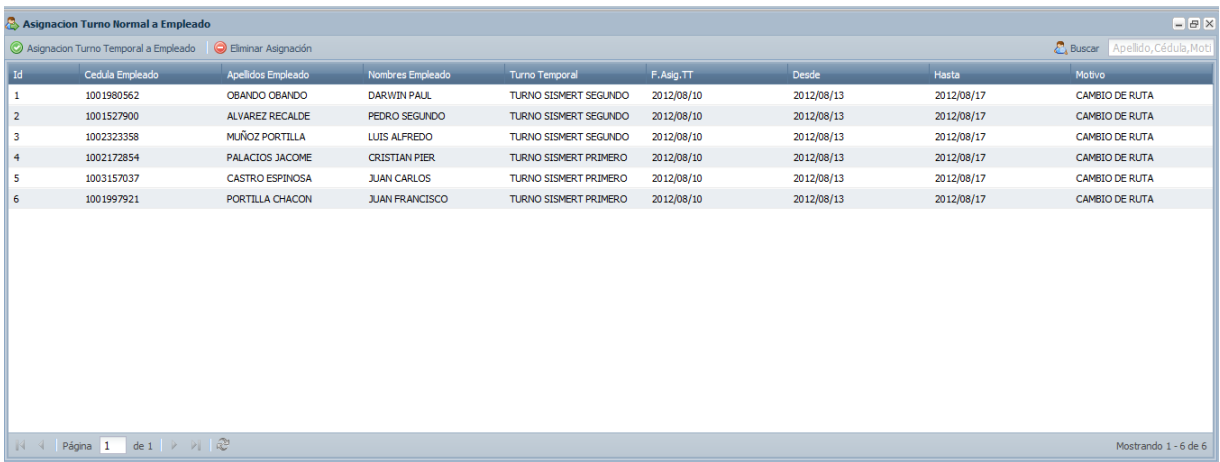 Asignacion Turno Normal a Empleado
Asignacion Turno Temporal a Empleado Eliminar Asignación Buscar Apellido,Cédula,Moti
Id Cedula Empleado Apellidos Empleado Nombres Empleado Turno Temporal F.Asig.TT Desde Hasta Motivo
1 1001980562 OBANDO OBANDO DARWIN PAUL TURNO SISMERT SEGUNDO 2012/08/10 2012/08/13 2012/08/17 CAMBIO DE RUTA
2 1001527900 ALVAREZ RECALDE PEDRO SEGUNDO TURNO SISMERT SEGUNDO 2012/08/10 2012/08/13 2012/08/17 CAMBIO DE RUTA
3 1002323358 MUÑOZ PORTILLA LUIS ALFREDO TURNO SISMERT SEGUNDO 2012/08/10 2012/08/13 2012/08/17 CAMBIO DE RUTA
4 1002172854 PALACIOS JACOME CRISTIAN PIER TURNO SISMERT PRIMERO 2012/08/10 2012/08/13 2012/08/17 CAMBIO DE RUTA
5 1003157037 CASTRO ESPINOSA JUAN CARLOS TURNO SISMERT PRIMERO 2012/08/10 2012/08/13 2012/08/17 CAMBIO DE RUTA
6 1001997921 PORTILLA CHACON JUAN FRANCISCO TURNO SISMERT PRIMERO 2012/08/10 2012/08/13 2012/08/17 CAMBIO DE RUTA
Página 1 de 1 Mostrando 1 - 6 de 6